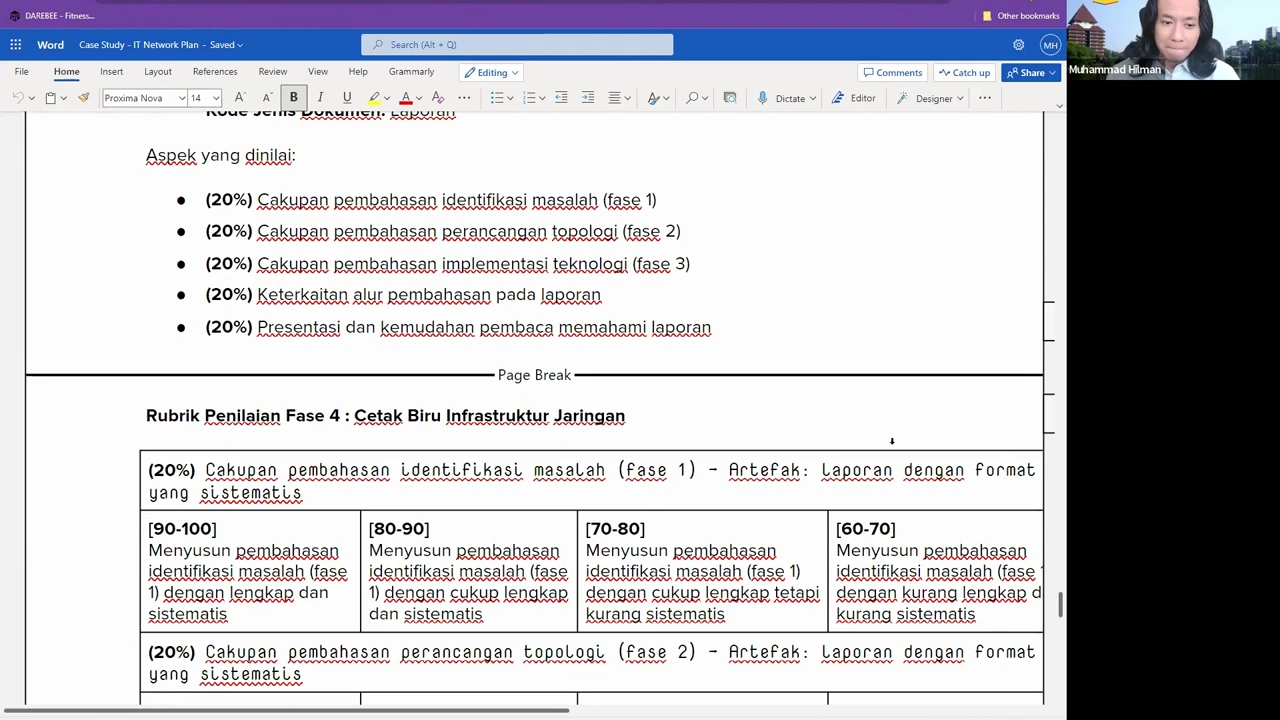 DAREBEE - Fitness...
Other bookmarks
Word
Case Study - IT Network Plan - Saved
Search (Alt + Q)
MH
Muhammad Hilman
File
Home
Insert
Layout
References
Review
View
Help
Grammarly
Editing
Comments
Catch up
Share
Proxima Nova
14
B
I
U
A
Dictate
Editor
Designer
Kode Jenis Dokumen: Laporan
Aspek yang dinilai:
● (20%) Cakupan pembahasan identifikasi masalah (fase 1)
● (20%) Cakupan pembahasan perancangan topologi (fase 2)
● (20%) Cakupan pembahasan implementasi teknologi (fase 3)
● (20%) Keterkaitan alur pembahasan pada laporan
● (20%) Presentasi dan kemudahan pembaca memahami laporan
Page Break
Rubrik Penilaian Fase 4 : Cetak Biru Infrastruktur Jaringan
(20%) Cakupan pembahasan identifikasi masalah (fase 1) - Artefak: laporan dengan format
yang sistematis
[90-100]
Menyusun pembahasan
identifikasi masalah (fase
1) dengan lengkap dan
sistematis
[80-90]
Menyusun pembahasan
identifikasi masalah (fase
1) dengan cukup lengkap
dan sistematis
[70-80]
Menyusun pembahasan
identifikasi masalah (fase 1)
dengan cukup lengkap tetapi
kurang sistematis
[60-70]
Menyusun pembahasan
identifikasi masalah (fase
dengan kurang lengkap d
kurang sistematis
(20%) Cakupan pembahasan perancangan topologi (fase 2) - Artefak: laporan dengan format
yang sistematis